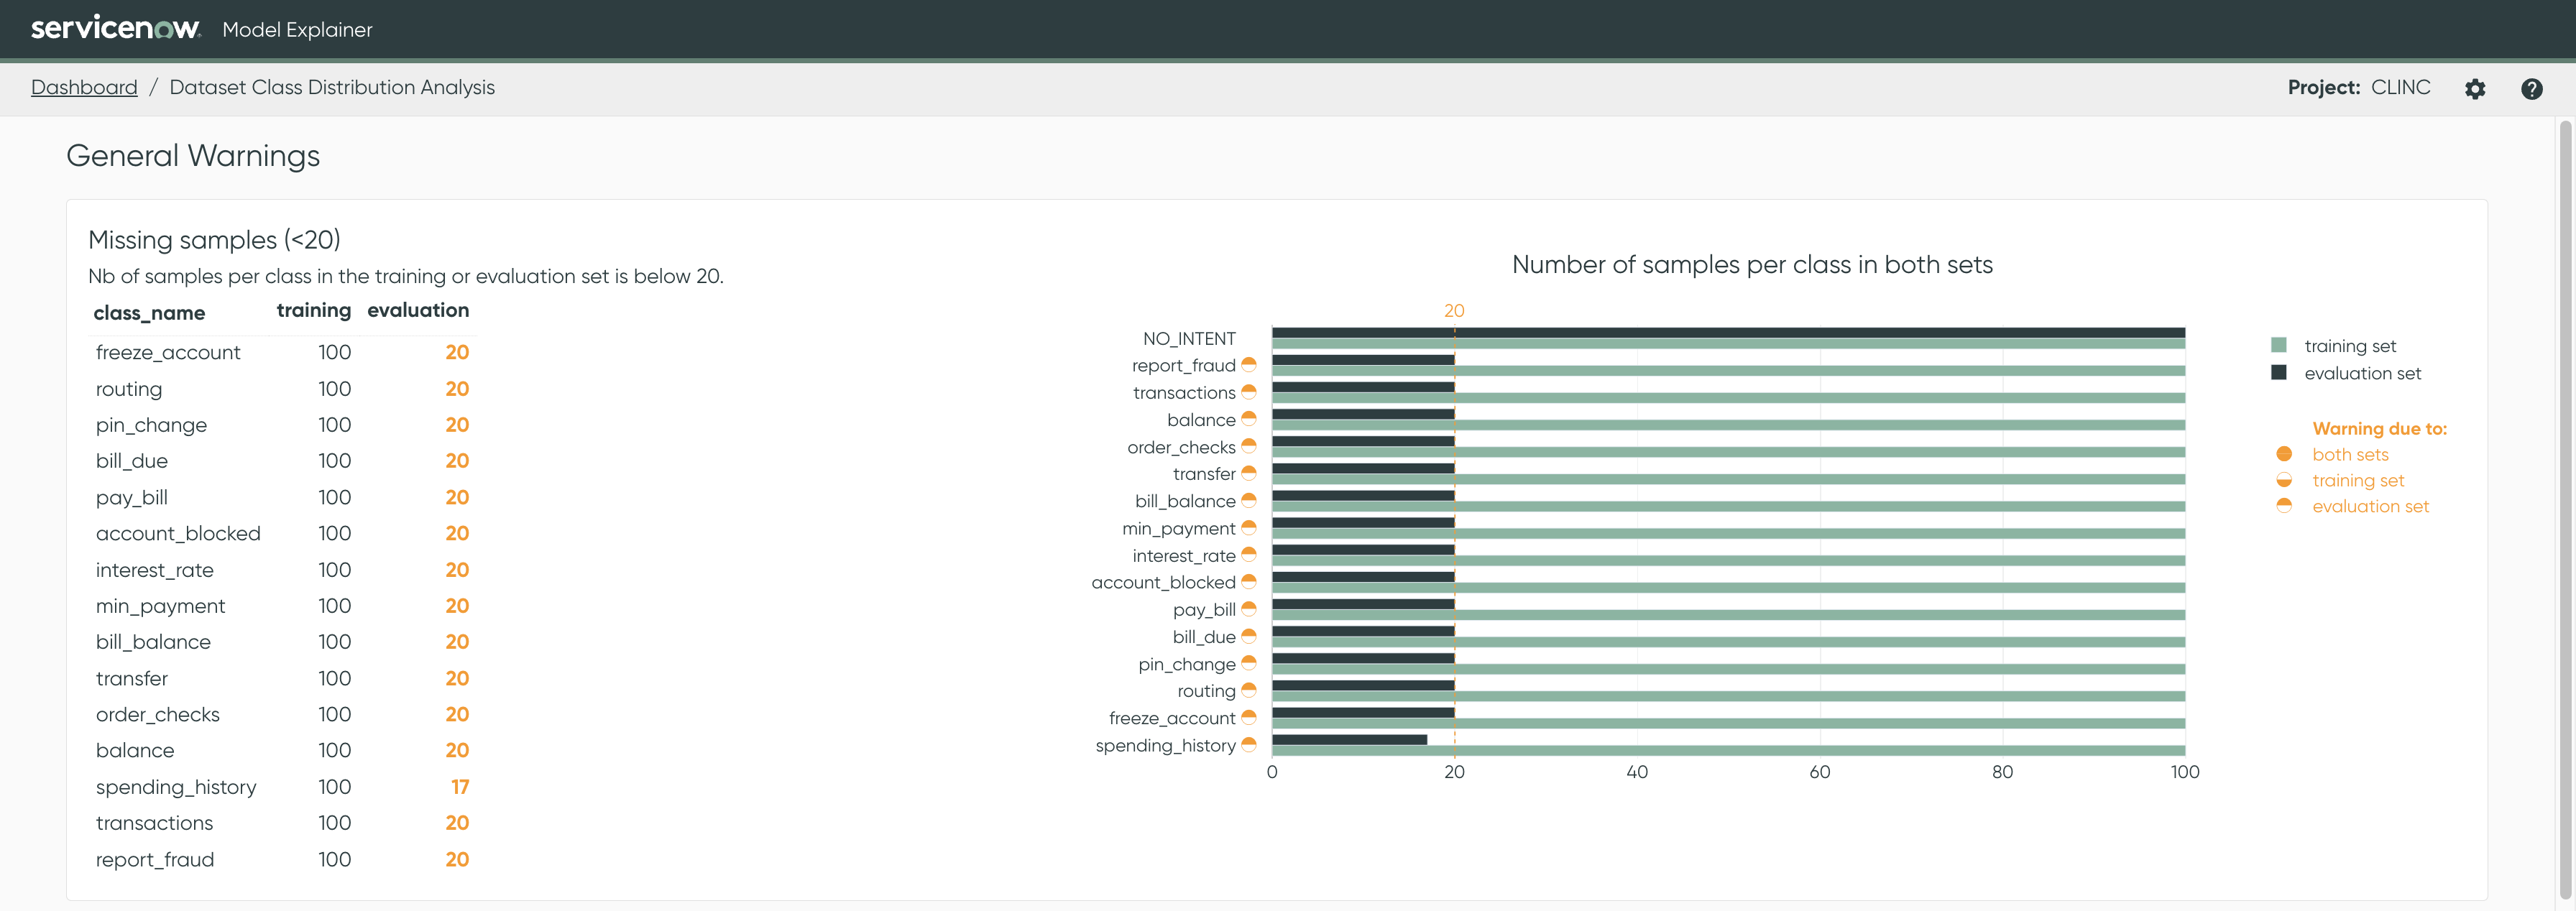 servicenow. Model Explainer
Dashboard / Dataset Class Distribution Analysis
Project: CLINC
General Warnings
Missing samples (<20)
Nb of samples per class in the training or evaluation set is below 20.
class_name training evaluation
freeze_account 100 20
routing 100 20
pin_change 100 20
bill_due 100 20
pay_bill 100 20
account_blocked 100 20
interest_rate 100 20
min_payment 100 20
bill_balance 100 20
transfer 100 20
order_checks 100 20
balance 100 20
spending_history 100 17
transactions 100 20
report_fraud 100 20
Number of samples per class in both sets
20
NO_INTENT
report_fraud
transactions
balance
order_checks
transfer
bill_balance
min_payment
interest_rate
account_blocked
pay_bill
bill_due
pin_change
routing
freeze_account
spending_history
0 20 40 60 80 100
training set
evaluation set
Warning due to:
both sets
training set
evaluation set